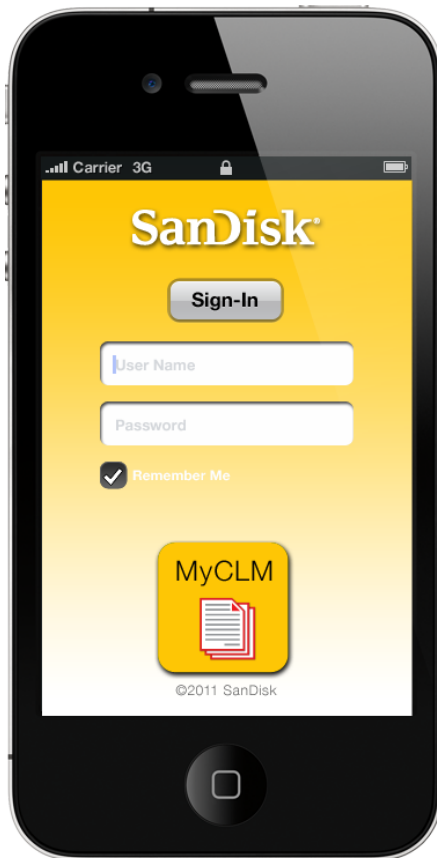 Carrier 3G
SanDisk®
Sign-In
User Name
Password
Remember Me
MyCLM
©2011 SanDisk